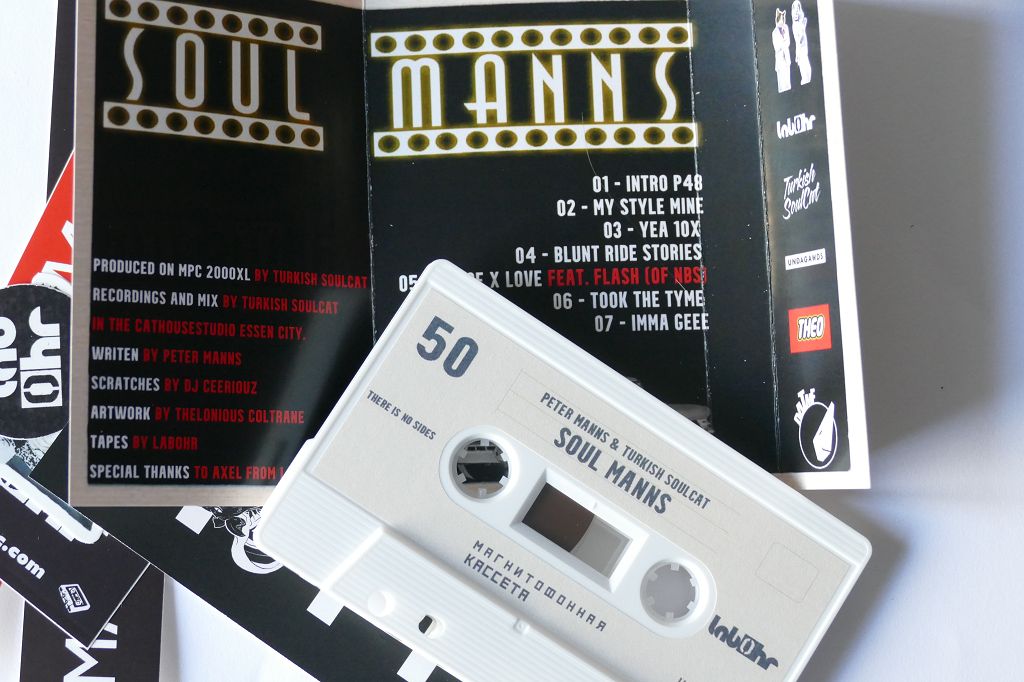 SOUL
MANNS
01 - INTRO P48
02 - MY STYLE MINE
03 - YEA 10X
04 - BLUNT RIDE STORIES
X LOVE FEAT. FLASH (OF NBS)
06 - TOOK THE TYME
07 - IMMA GEEE
PRODUCED ON MPC 2000XL BY TURKISH SOULCAT
RECORDINGS AND MIX BY TURKISH SOULCAT
IN THE CATHOUSESTUDIO ESSEN CITY.
WRITEN BY PETER MANNS
SCRATCHES BY DJ CEERIOUZ
ARTWORK BY THELONIOUS COLTRANE
TAPES BY LABOHR
SPECIAL THANKS TO AXEL FROM
labOhr
Turkish
SoulCat
UNDAGAWDS
THEO
50
THERE IS NO SIDES
PETER MANNS & TURKISH SOULCAT
SOUL MANNS
МАГНИТОФОННАЯ
КАССЕТА
labOhr
Ohr
.com